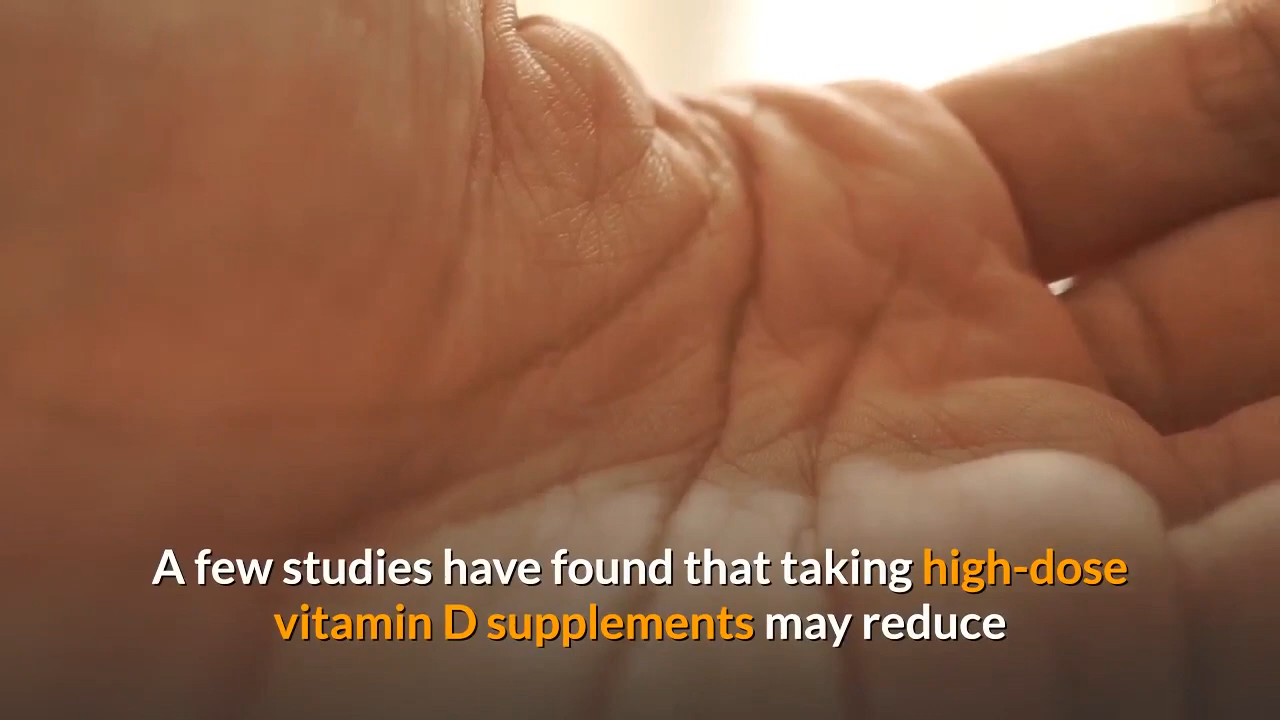 A few studies have found that taking high-dose
vitamin D supplements may reduce